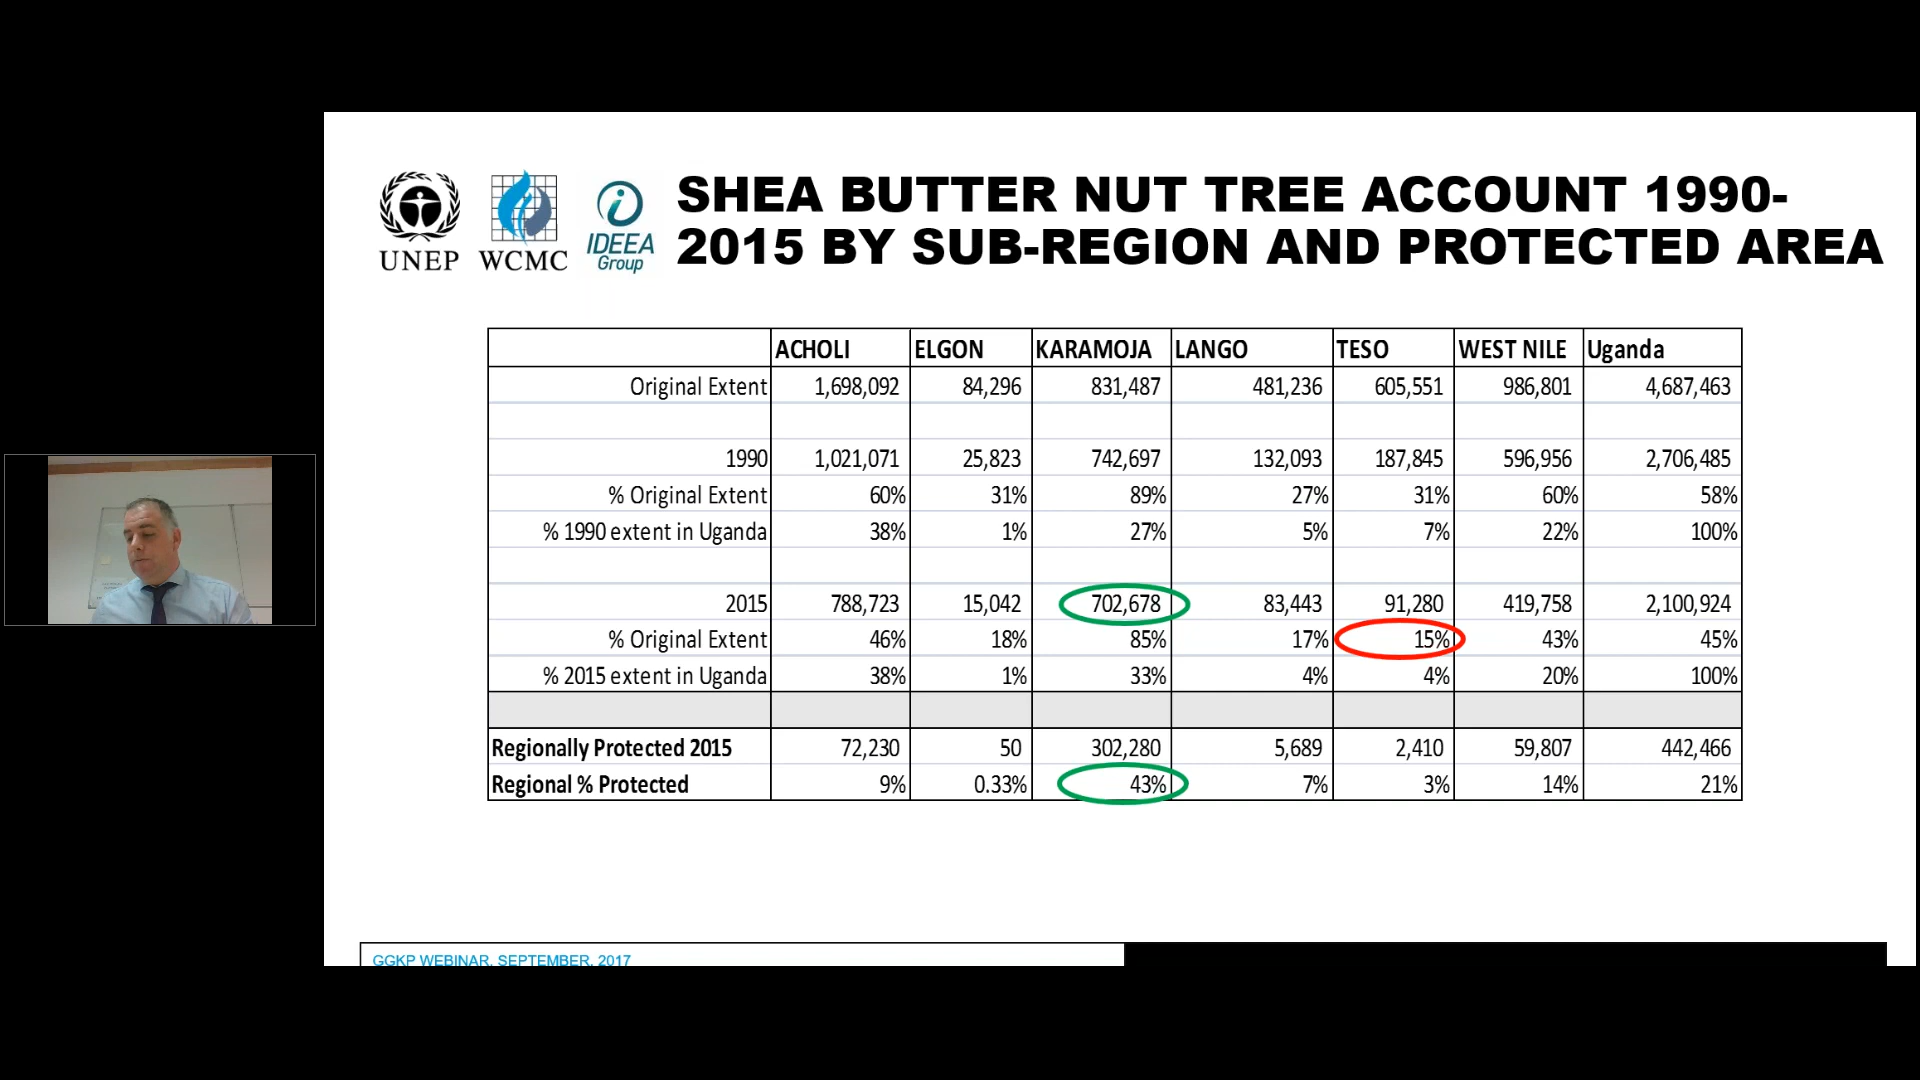 UNEP WCMC IDEEA Group
SHEA BUTTER NUT TREE ACCOUNT 1990-
2015 BY SUB-REGION AND PROTECTED AREA
ACHOLI ELGON KARAMOJA LANGO TESO WEST NILE Uganda
Original Extent 1,698,092 84,296 831,487 481,236 605,551 986,801 4,687,463
1990 1,021,071 25,823 742,697 132,093 187,845 596,956 2,706,485
% Original Extent 60% 31% 89% 27% 31% 60% 58%
% 1990 extent in Uganda 38% 1% 27% 5% 7% 22% 100%
2015 788,723 15,042 702,678 83,443 91,280 419,758 2,100,924
% Original Extent 46% 18% 85% 17% 15% 43% 45%
% 2015 extent in Uganda 38% 1% 33% 4% 4% 20% 100%
Regionally Protected 2015 72,230 50 302,280 5,689 2,410 59,807 442,466
Regional % Protected 9% 0.33% 43% 7% 3% 14% 21%
GGKP WEBINAR, SEPTEMBER, 2017